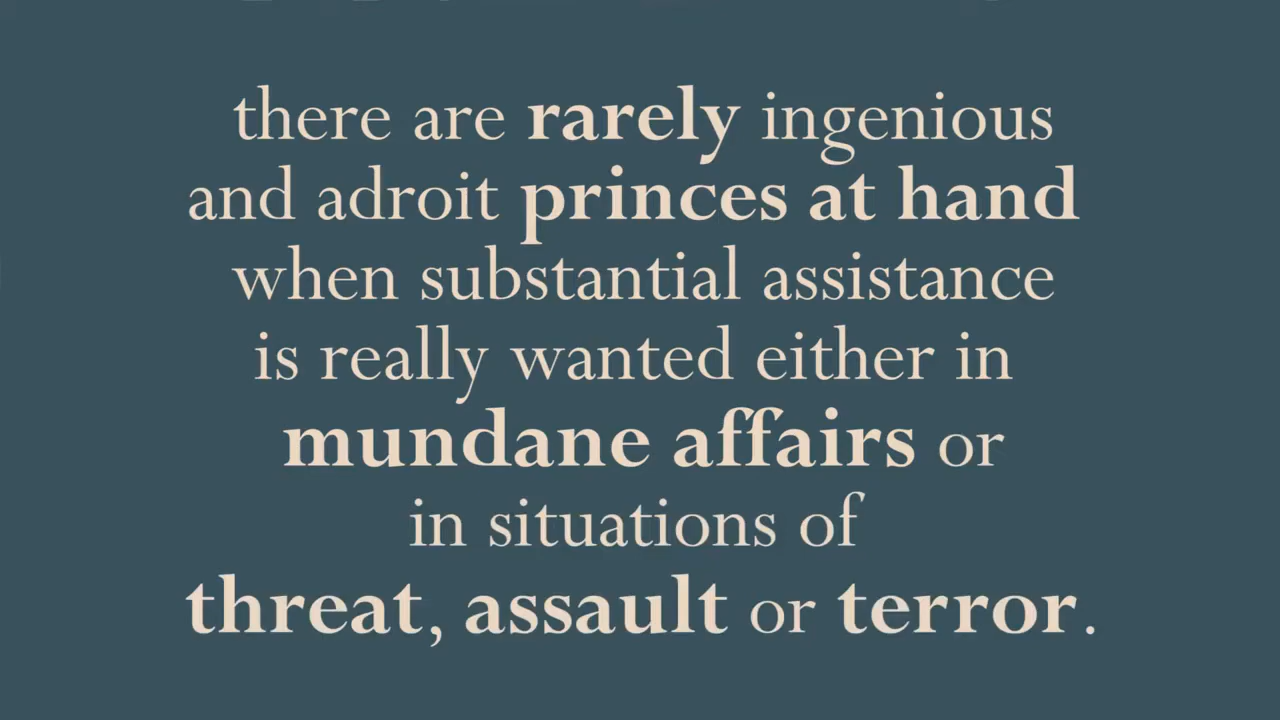 there are rarely ingenious
and adroit princes at hand
when substantial assistance
is really wanted either in
mundane affairs or
in situations of
threat, assault or terror.